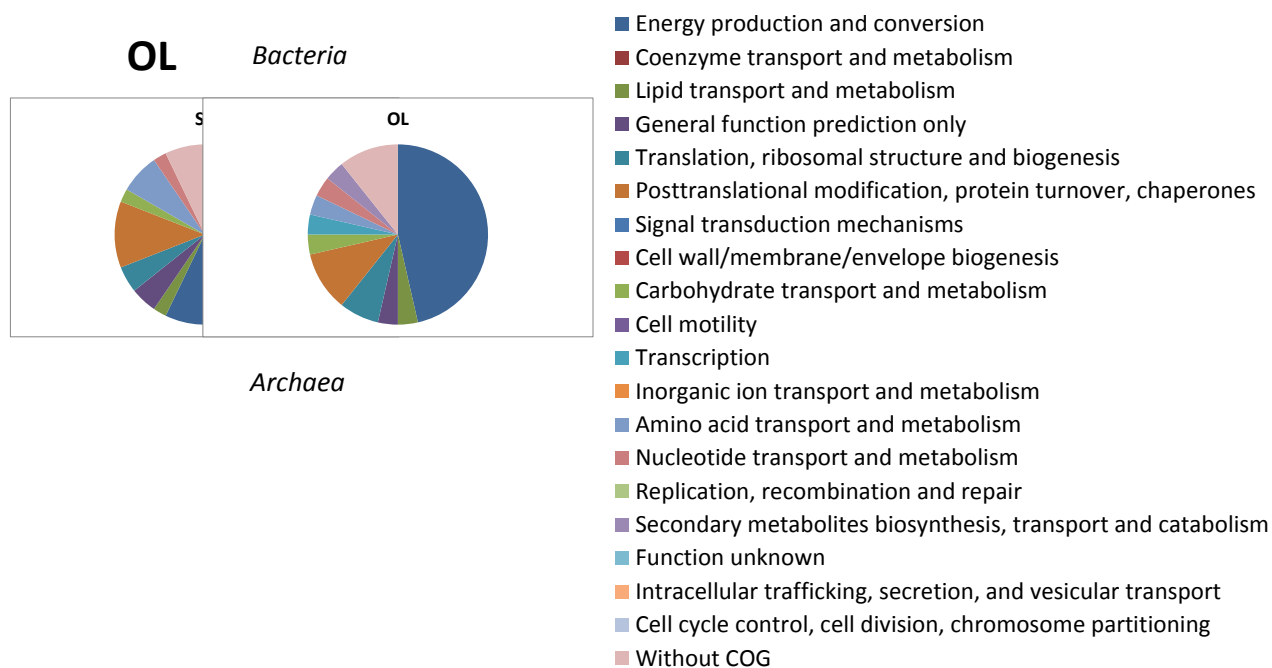 OL
Bacteria
S
OL
Archaea
Energy production and conversion
Coenzyme transport and metabolism
Lipid transport and metabolism
General function prediction only
Translation, ribosomal structure and biogenesis
Posttranslational modification, protein turnover, chaperones
Signal transduction mechanisms
Cell wall/membrane/envelope biogenesis
Carbohydrate transport and metabolism
Cell motility
Transcription
Inorganic ion transport and metabolism
Amino acid transport and metabolism
Nucleotide transport and metabolism
Replication, recombination and repair
Secondary metabolites biosynthesis, transport and catabolism
Function unknown
Intracellular trafficking, secretion, and vesicular transport
Cell cycle control, cell division, chromosome partitioning
Without COG